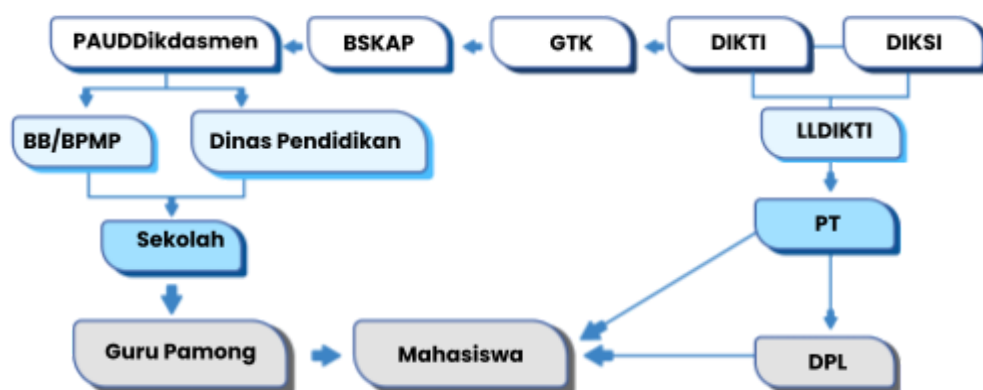 PAUDDikdasmen
BSKAP
GTK
DIKTI
DIKSI
BB/BPMP
Dinas Pendidikan
LLDIKTI
Sekolah
PT
Guru Pamong
Mahasiswa
DPL